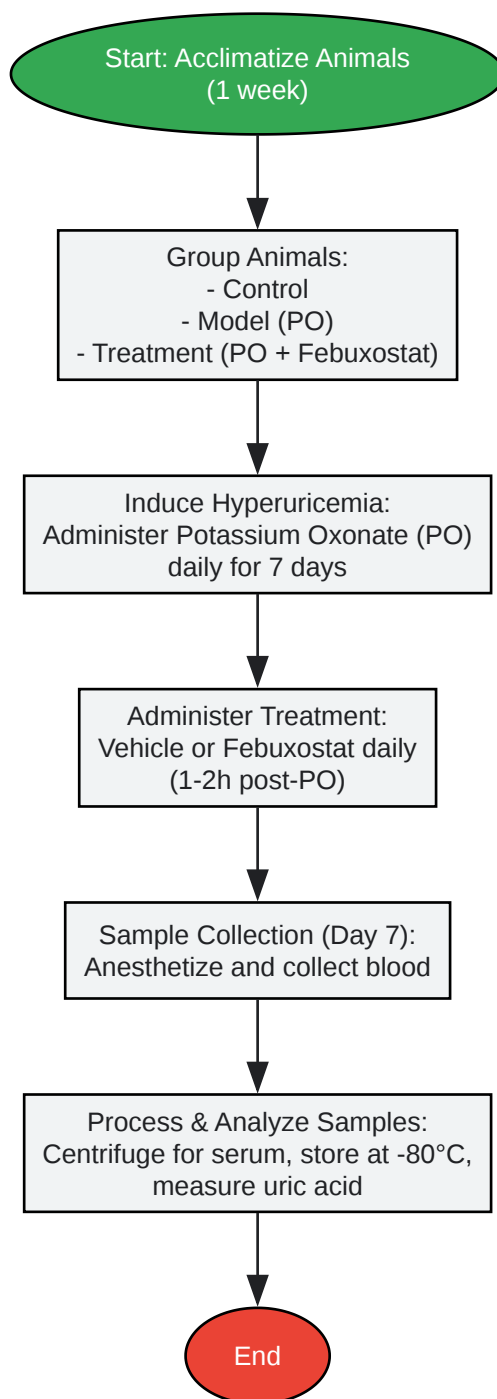 Start: Acclimatize Animals
(1 week)
Group Animals:
- Control
- Model (PO)
- Treatment (PO + Febuxostat)
Induce Hyperuricemia:
Administer Potassium Oxonate (PO)
daily for 7 days
Administer Treatment:
Vehicle or Febuxostat daily
(1-2h post-PO)
Sample Collection (Day 7):
Anesthetize and collect blood
Process & Analyze Samples:
Centrifuge for serum, store at -80°C,
measure uric acid
End